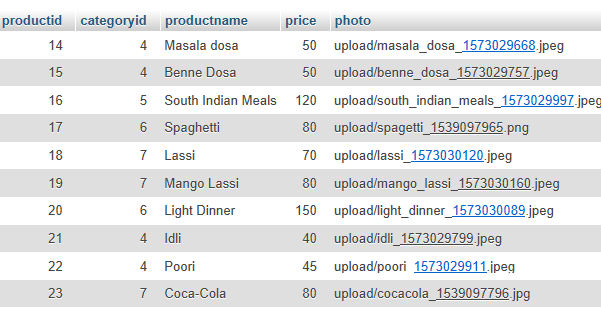 productid categoryid productname price photo
14 4 Masala dosa 50 upload/masala_dosa_1573029668.jpeg
15 4 Benne Dosa 50 upload/benne_dosa_1573029757.jpeg
16 5 South Indian Meals 120 upload/south_indian_meals_1573029997.jpeg
17 6 Spaghetti 80 upload/spagetti_1539097965.png
18 7 Lassi 70 upload/lassi_1573030120.jpeg
19 7 Mango Lassi 80 upload/mango_lassi_1573030160.jpeg
20 6 Light Dinner 150 upload/light_dinner_1573030089.jpeg
21 4 Idli 40 upload/idli_1573029799.jpeg
22 4 Poori 45 upload/poori_1573029911.jpeg
23 7 Coca-Cola 80 upload/cocacola_1539097796.jpg